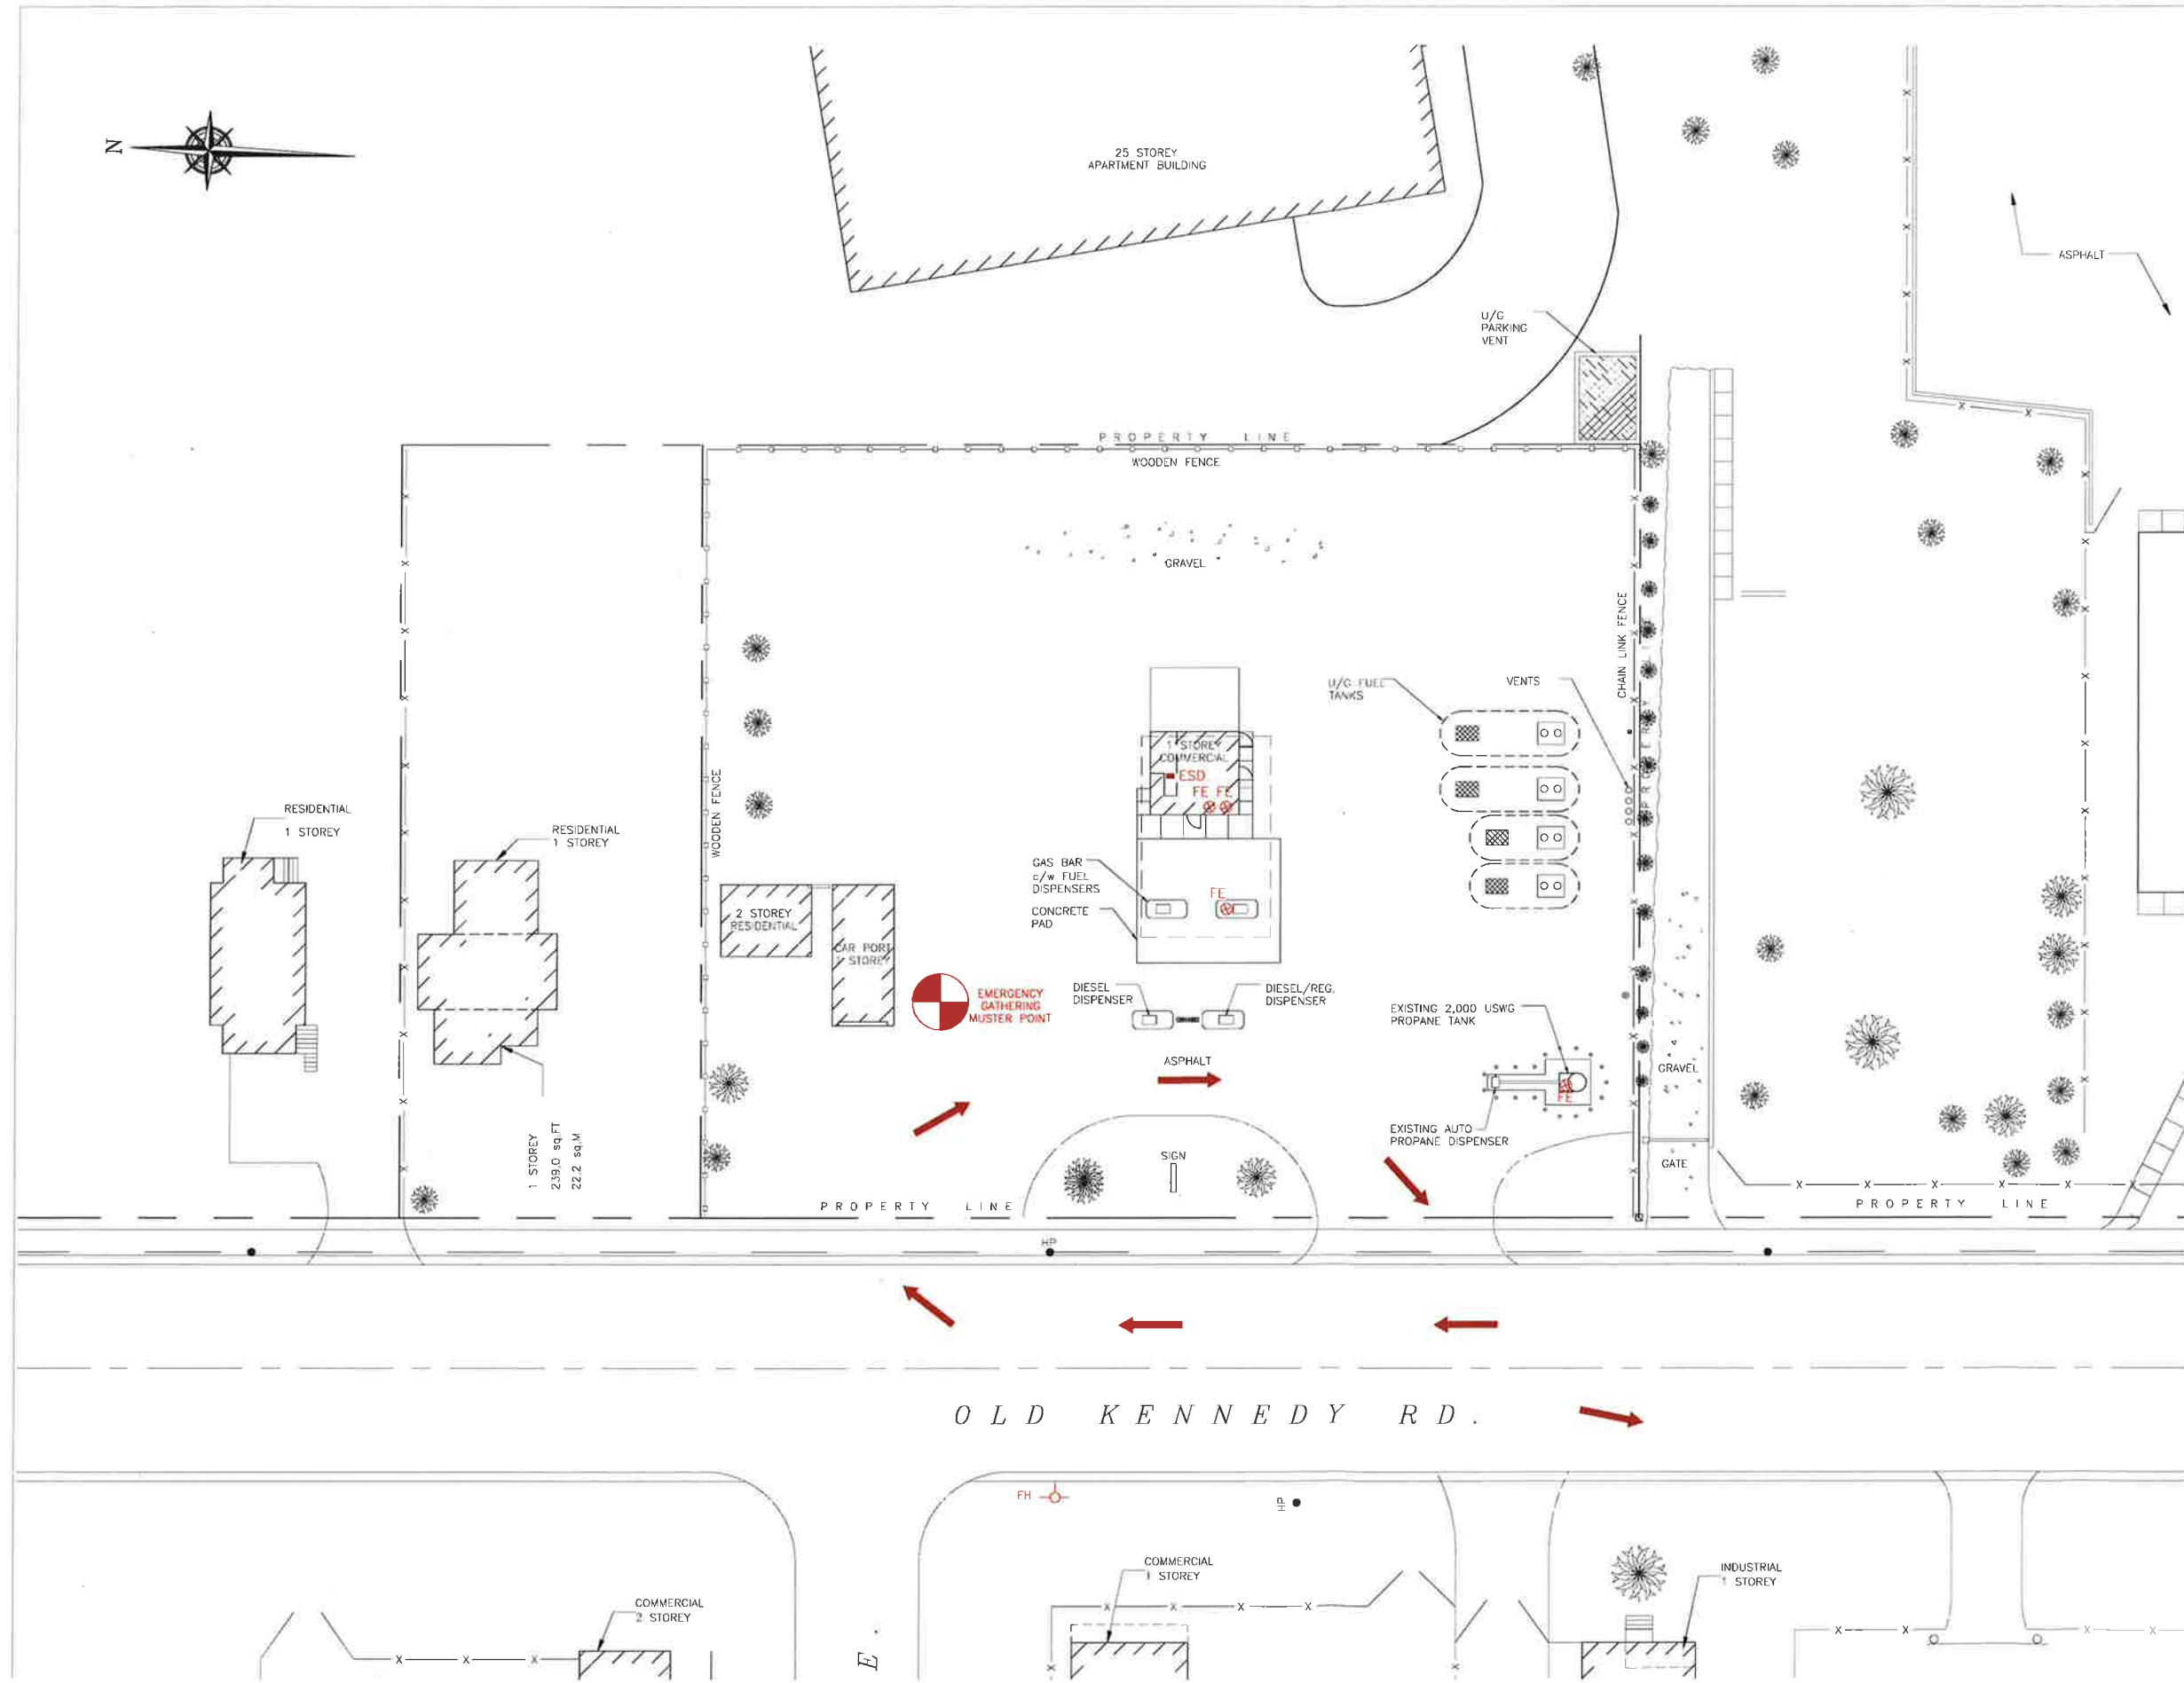 N
25 STOREY
APARTMENT BUILDING
ASPHALT
U/G
PARKING
VENT
PROPERTY LINE
WOODEN FENCE
GRAVEL
CHAIN LINK FENCE
PROPERTY
U/G FUEL
TANKS
VENTS
1 STOREY
COMMERCIAL
ESD
FE FE
WOODEN FENCE
RESIDENTIAL
1 STOREY
RESIDENTIAL
1 STOREY
GAS BAR
c/w FUEL
DISPENSERS
FE
CONCRETE
PAD
2 STOREY
RESIDENTIAL
CAR PORT
1 STOREY
EMERGENCY
GATHERING
MUSTER POINT
DIESEL
DISPENSER
DIESEL/REG.
DISPENSER
EXISTING 2,000 USWG
PROPANE TANK
ASPHALT
GRAVEL
FE
EXISTING AUTO
PROPANE DISPENSER
1 STOREY
239.0 sq.FT
22.2 sq.M
SIGN
GATE
PROPERTY LINE
PROPERTY LINE
HP
OLD KENNEDY RD.
FH
HP
COMMERCIAL
1 STOREY
INDUSTRIAL
1 STOREY
COMMERCIAL
2 STOREY
E.